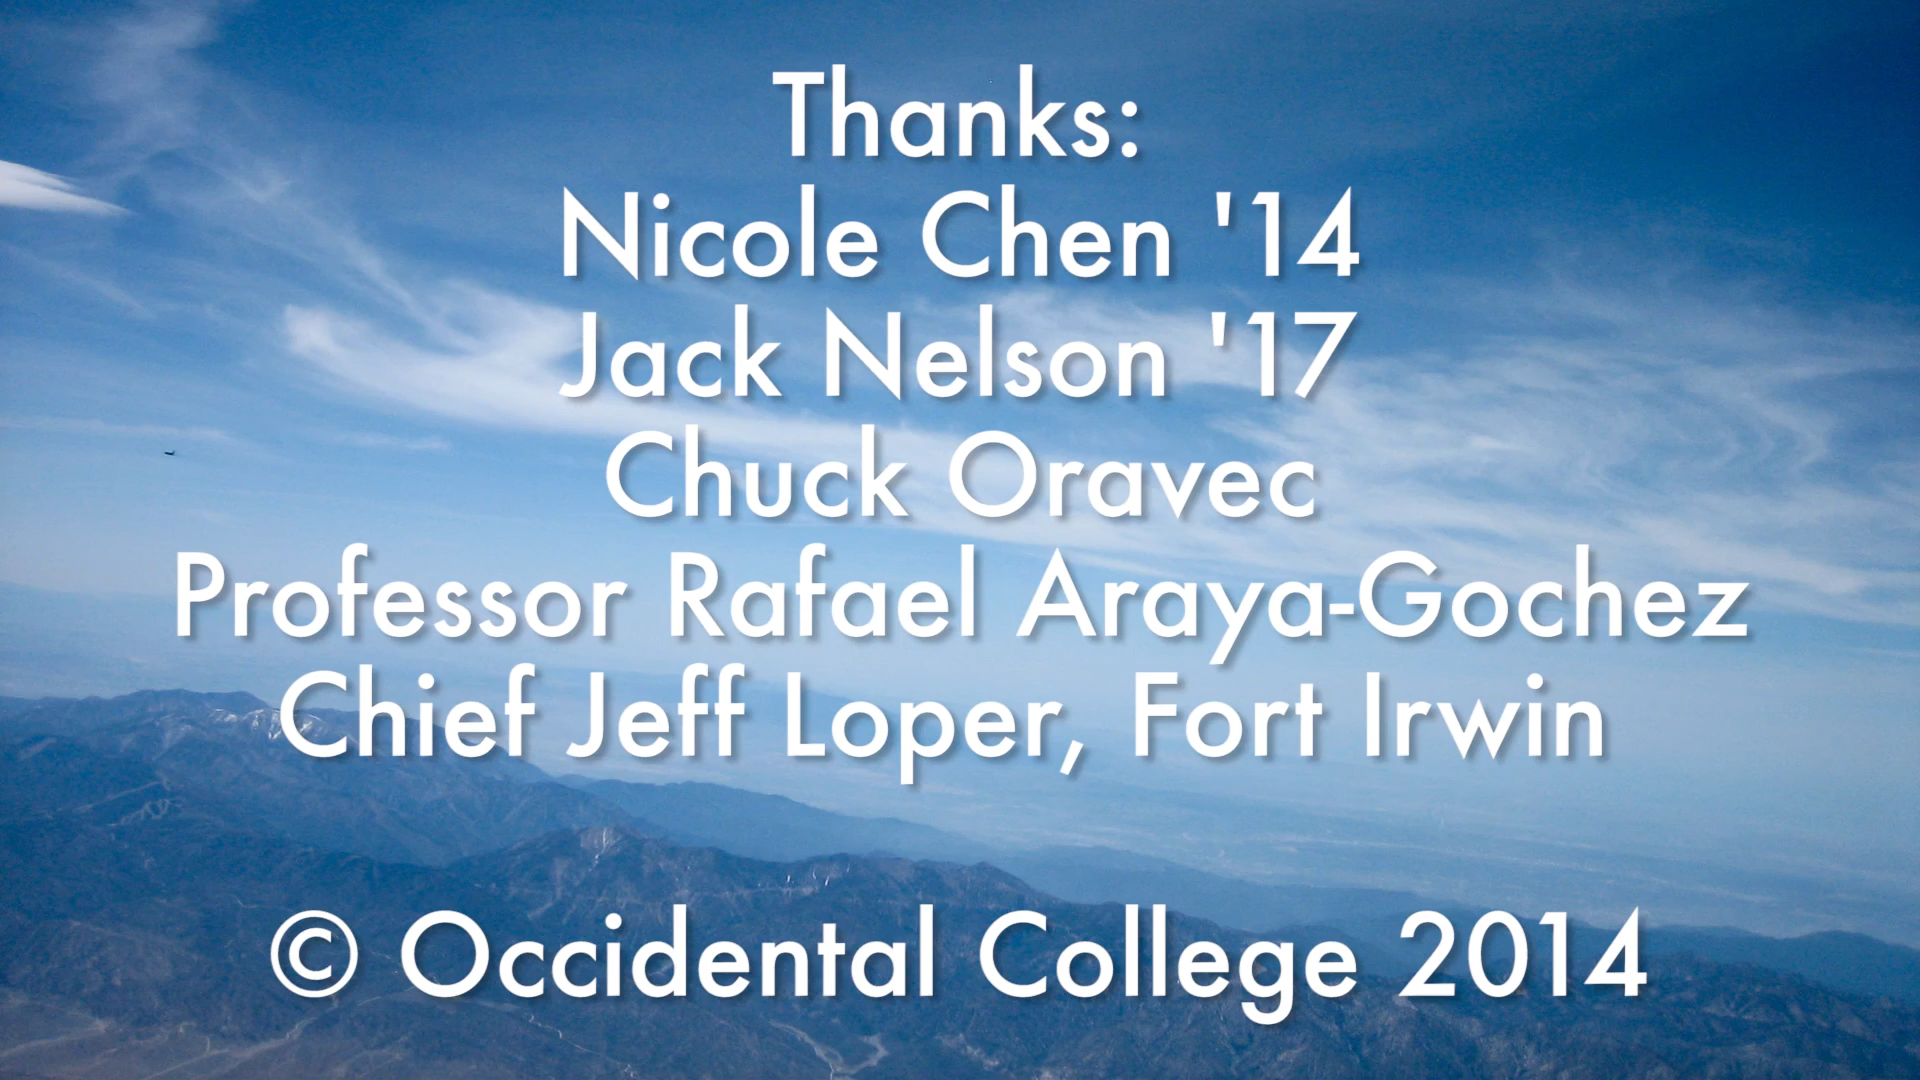 Thanks:
Nicole Chen '14
Jack Nelson '17
Chuck Oravec
Professor Rafael Araya-Gochez
Chief Jeff Loper, Fort Irwin
© Occidental College 2014